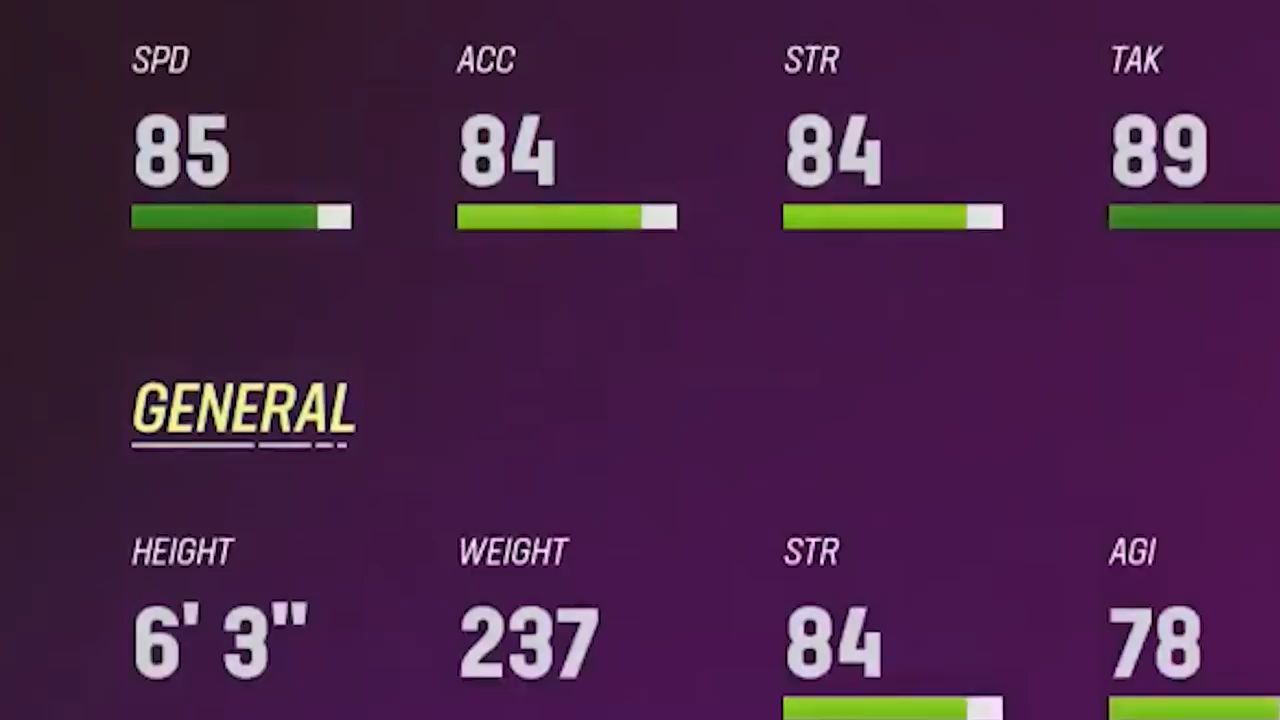 SPD ACC STR TAK
85 84 84 89
GENERAL
HEIGHT WEIGHT STR AGI
6' 3" 237 84 78